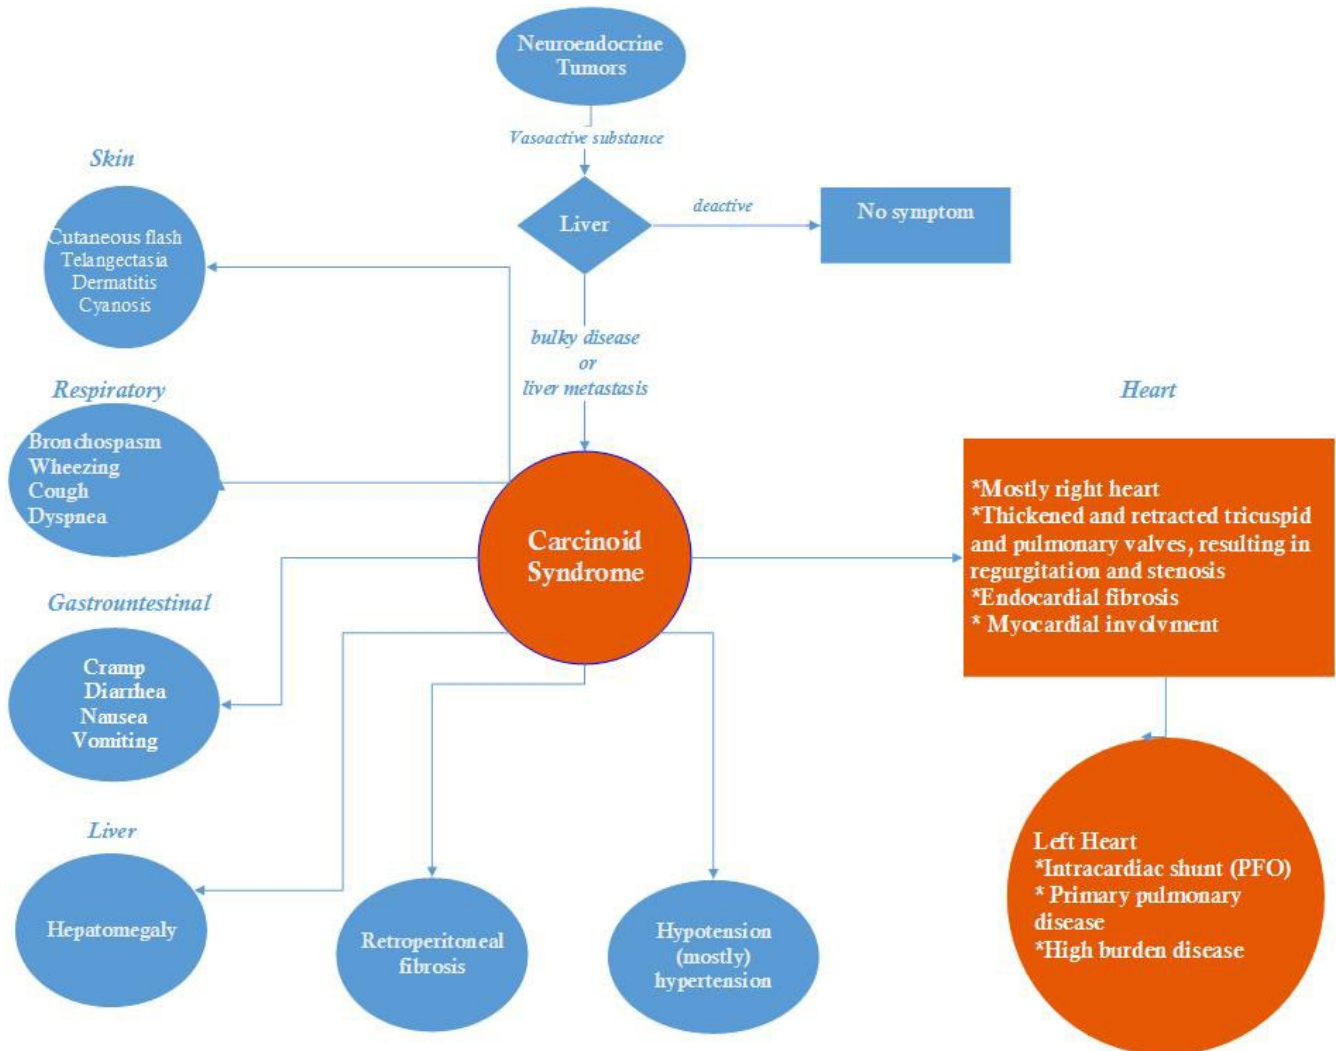 Neuroendocrine
Tumors
Vasoactive substance
Liver
deactive
No symptom
bulky disease
or
liver metastasis
Carcinoid
Syndrome
Skin
Cutaneous flash
Telangectasia
Dermatitis
Cyanosis
Respiratory
Bronchospasm
Wheezing
Cough
Dyspnea
Gastrountestinal
Cramp
Diarrhea
Nausea
Vomiting
Liver
Hepatomegaly
Retroperitoneal
fibrosis
Hypotension
(mostly)
hypertension
Heart
*Mostly right heart
*Thickened and retracted tricuspid
and pulmonary valves, resulting in
regurgitation and stenosis
*Endocardial fibrosis
* Myocardial involvment
Left Heart
*Intracardiac shunt (PFO)
* Primary pulmonary
disease
*High burden disease